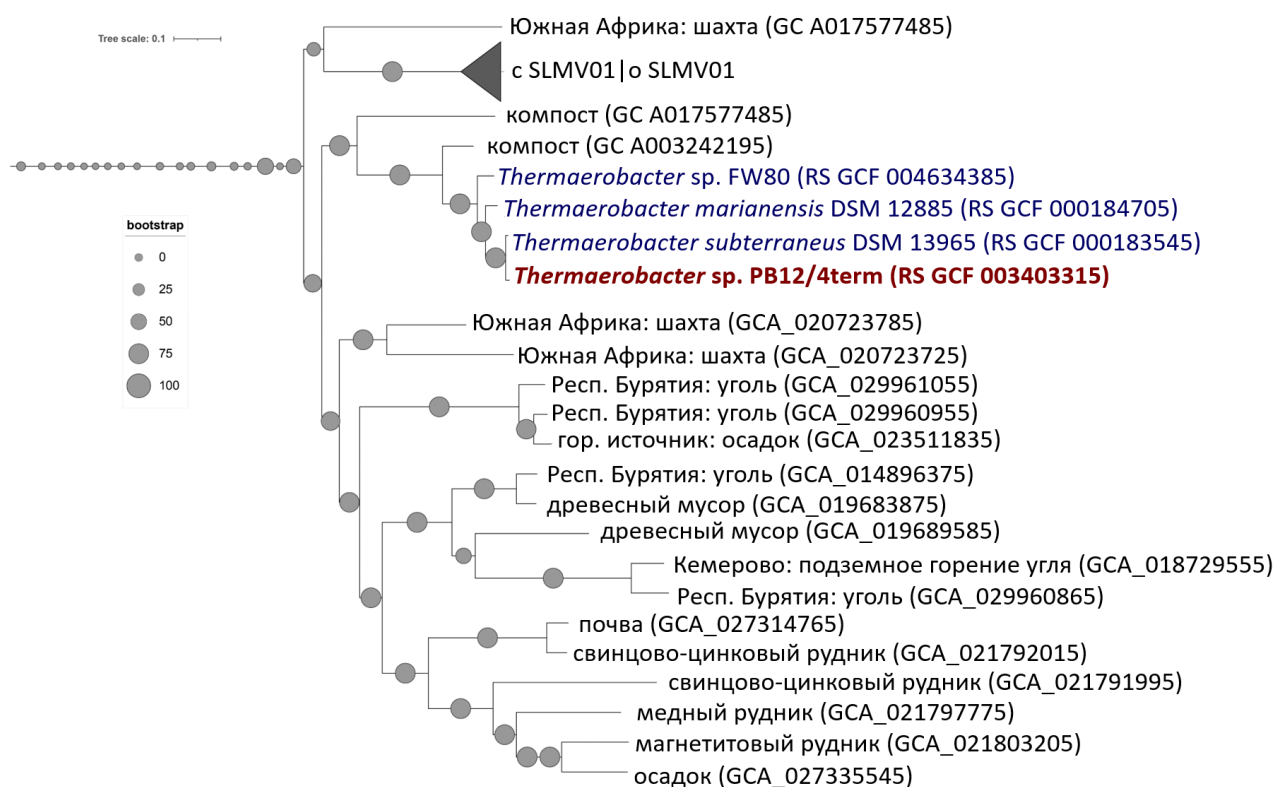 Южная Африка: шахта (GC A017577485)
Tree scale: 0.1
c SLMV01|o SLMV01
компост (GC A017577485)
компост (GC A003242195)
Thermaerobacter sp. FW80 (RS GCF 004634385)
Thermaerobacter marianensis DSM 12885 (RS GCF 000184705)
Thermaerobacter subterraneus DSM 13965 (RS GCF 000183545)
Thermaerobacter sp. PB12/4term (RS GCF 003403315)
bootstrap
0
25
50
75
100
Южная Африка: шахта (GCA_020723785)
Южная Африка: шахта (GCA_020723725)
Респ. Бурятия: уголь (GCA_029961055)
Респ. Бурятия: уголь (GCA_029960955)
гор. источник: осадок (GCA_023511835)
Респ. Бурятия: уголь (GCA_014896375)
древесный мусор (GCA_019683875)
древесный мусор (GCA_019689585)
Кемерово: подземное горение угля (GCA_018729555)
Респ. Бурятия: уголь (GCA_029960865)
почва (GCA_027314765)
свинцово-цинковый рудник (GCA_021792015)
свинцово-цинковый рудник (GCA_021791995)
медный рудник (GCA_021797775)
магнетитовый рудник (GCA_021803205)
осадок (GCA_027335545)